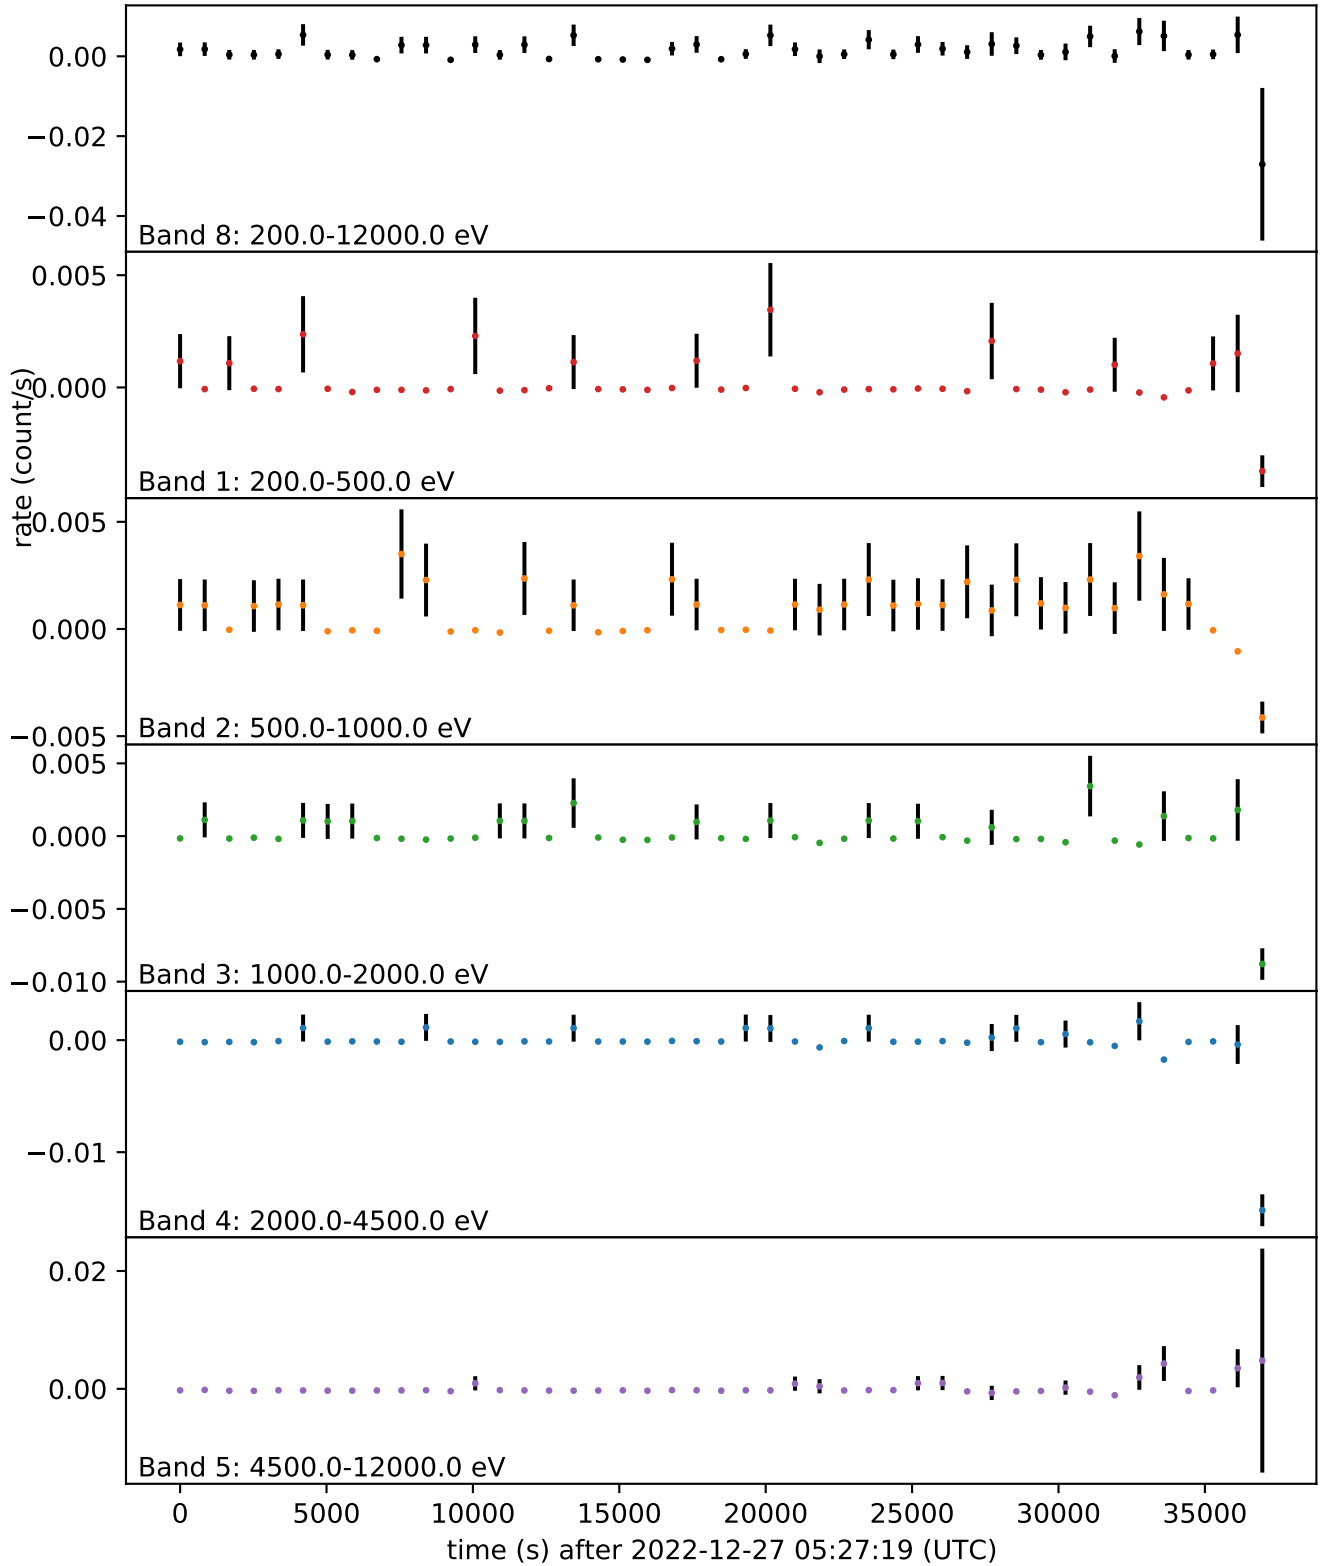 0.00
−0.02
−0.04
Band 8: 200.0-12000.0 eV
0.005
0.000
Band 1: 200.0-500.0 eV
rate (count/s)
0.005
0.000
−0.005
Band 2: 500.0-1000.0 eV
0.005
0.000
−0.005
−0.010
Band 3: 1000.0-2000.0 eV
0.00
−0.01
Band 4: 2000.0-4500.0 eV
0.02
0.00
Band 5: 4500.0-12000.0 eV
0 5000 10000 15000 20000 25000 30000 35000
time (s) after 2022-12-27 05:27:19 (UTC)